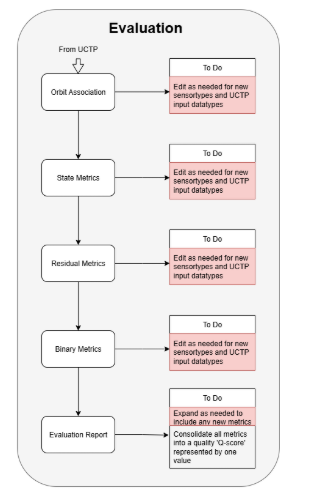 Evaluation
From UCTP
Orbit Association
To Do
Edit as needed for new
sensortypes and UCTP
input datatypes
State Metrics
To Do
Edit as needed for new
sensortypes and UCTP
input datatypes
Residual Metrics
To Do
Edit as needed for new
sensortypes and UCTP
input datatypes
Binary Metrics
To Do
Edit as needed for new
sensortypes and UCTP
input datatypes
Evaluation Report
To Do
Expand as needed to
include any new metrics
Consolidate all metrics
into a quality 'Q-score'
represented by one
value